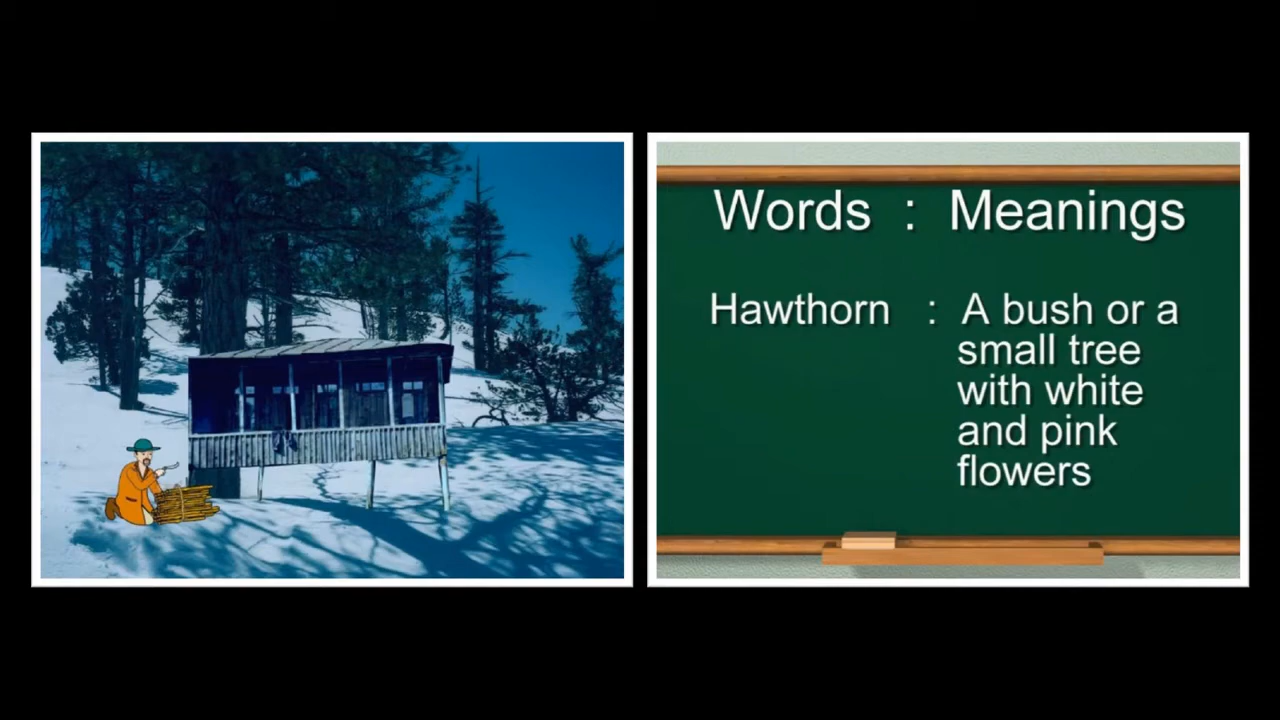 Words : Meanings
Hawthorn : A bush or a
small tree
with white
and pink
flowers